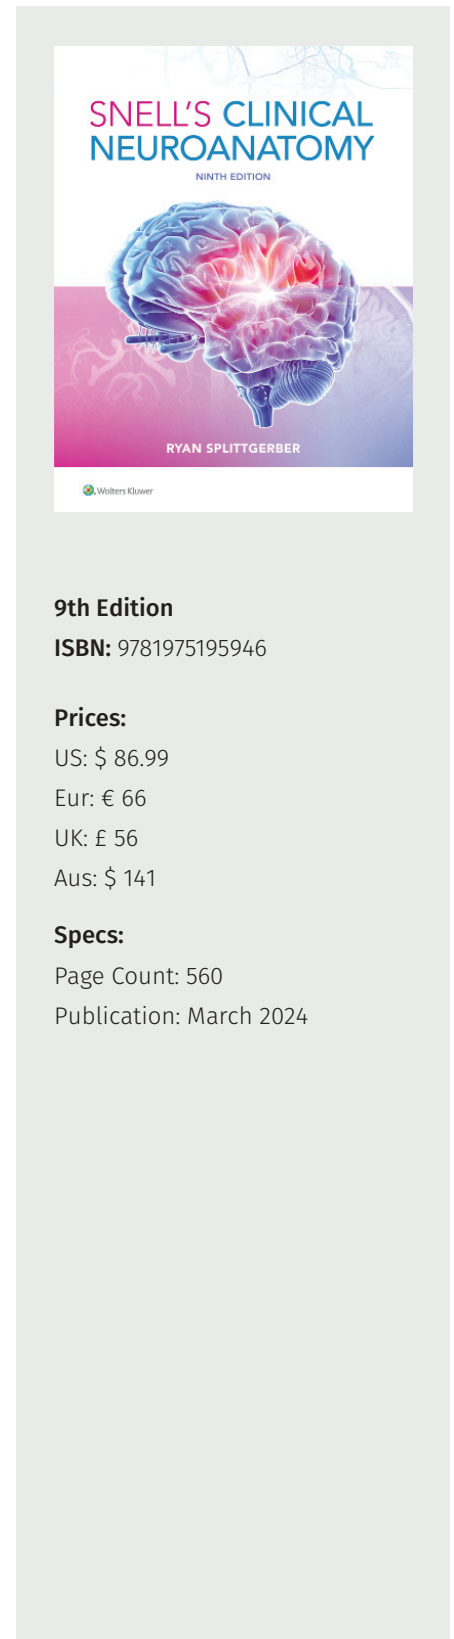 SNELL'S CLINICAL
NEUROANATOMY
NINTH EDITION
RYAN SPLITTGERBER
Wolters Kluwer
9th Edition
ISBN: 9781975195946
Prices:
US: $ 86.99
Eur: € 66
UK: £ 56
Aus: $ 141
Specs:
Page Count: 560
Publication: March 2024